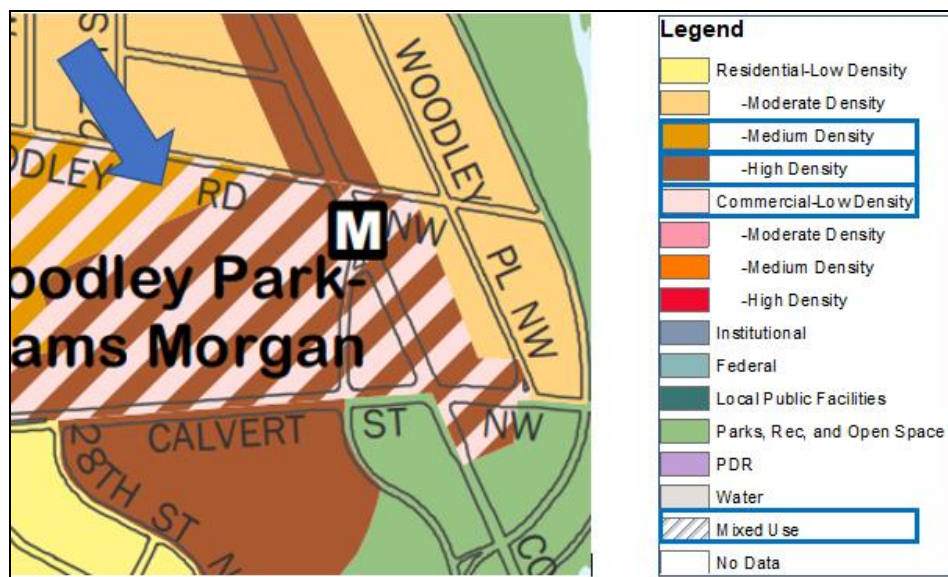 ST
WOODLEY
ODLEY RD NW
M
oodley Park-
ams Morgan
PL NW
CALVERT ST NW
28TH ST N
CO
Legend
Residential-Low Density
-Moderate Density
-Medium Density
-High Density
Commercial-Low Density
-Moderate Density
-Medium Density
-High Density
Institutional
Federal
Local Public Facilities
Parks, Rec, and Open Space
PDR
Water
Mixed Use
No Data